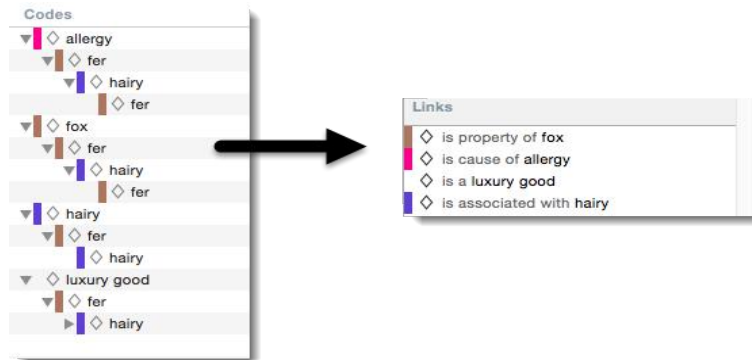 Codes
allergy
fer
hairy
fer
fox
fer
hairy
fer
hairy
fer
hairy
luxury good
fer
hairy
Links
is property of fox
is cause of allergy
is a luxury good
is associated with hairy